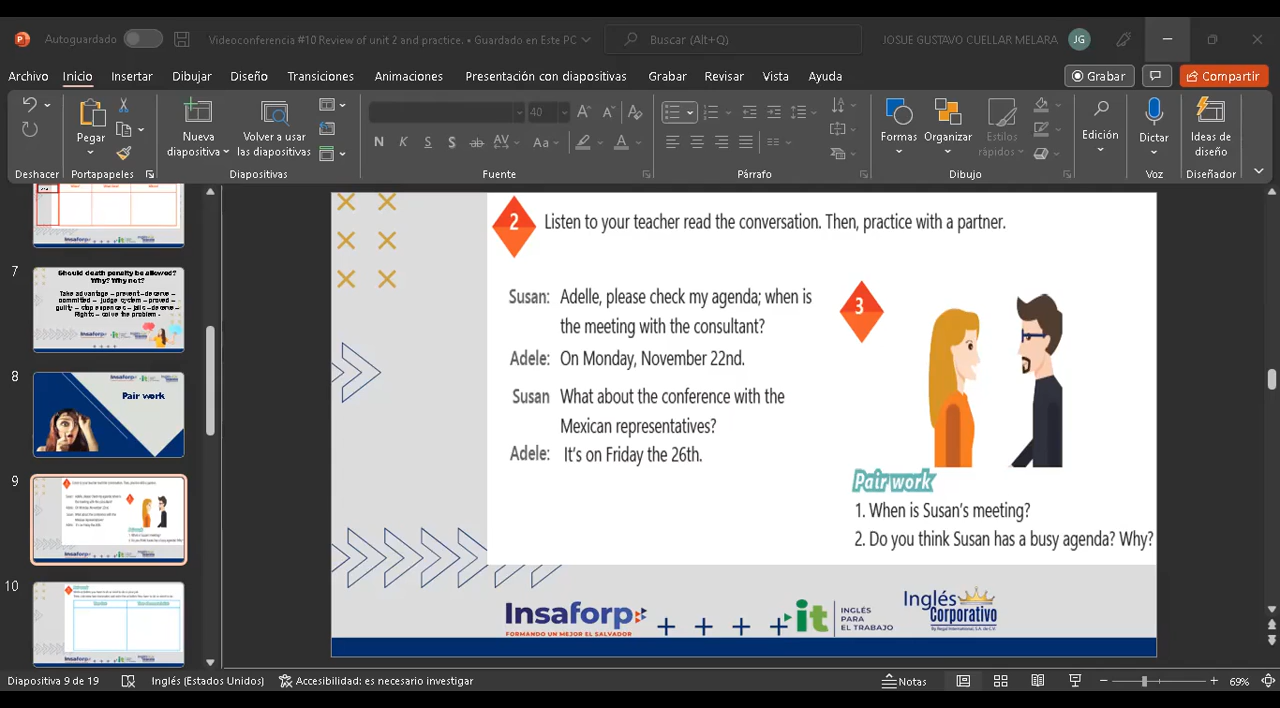 Autoguardado
Videoconferencia #10 Review of unit 2 and practice. • Guardado en Este PC
Buscar (Alt+Q)
JOSUE GUSTAVO CUELLAR MELARA
JG
Archivo Inicio Insertar Dibujar Diseño Transiciones Animaciones Presentación con diapositivas Grabar Revisar Vista Ayuda
Grabar
Compartir
Pegar
Nueva diapositiva
Volver a usar las diapositivas
40
N K S S ab AV Aa A
Formas
Organizar
Estilos rápidos
Edición
Dictar
Ideas de diseño
Deshacer Portapapeles Diapositivas Fuente Párrafo Dibujo Voz Diseñador
7
Should death penalty be allowed?
Why? Why not?
8
Pair work
9
10
2 Listen to your teacher read the conversation. Then, practice with a partner.
Susan: Adelle, please check my agenda; when is
the meeting with the consultant?
Adele: On Monday, November 22nd.
Susan What about the conference with the
Mexican representatives?
Adele: It's on Friday the 26th.
3
Pair work
1. When is Susan's meeting?
2. Do you think Susan has a busy agenda? Why?
Insaforp
FORMANDO UN MEJOR EL SALVADOR
it
INGLÉS
PARA
EL TRABAJO
Inglés
Corporativo
By Regal International, S.A. de C.V.
Diapositiva 9 de 19
Inglés (Estados Unidos)
Accesibilidad: es necesario investigar
Notas
69%